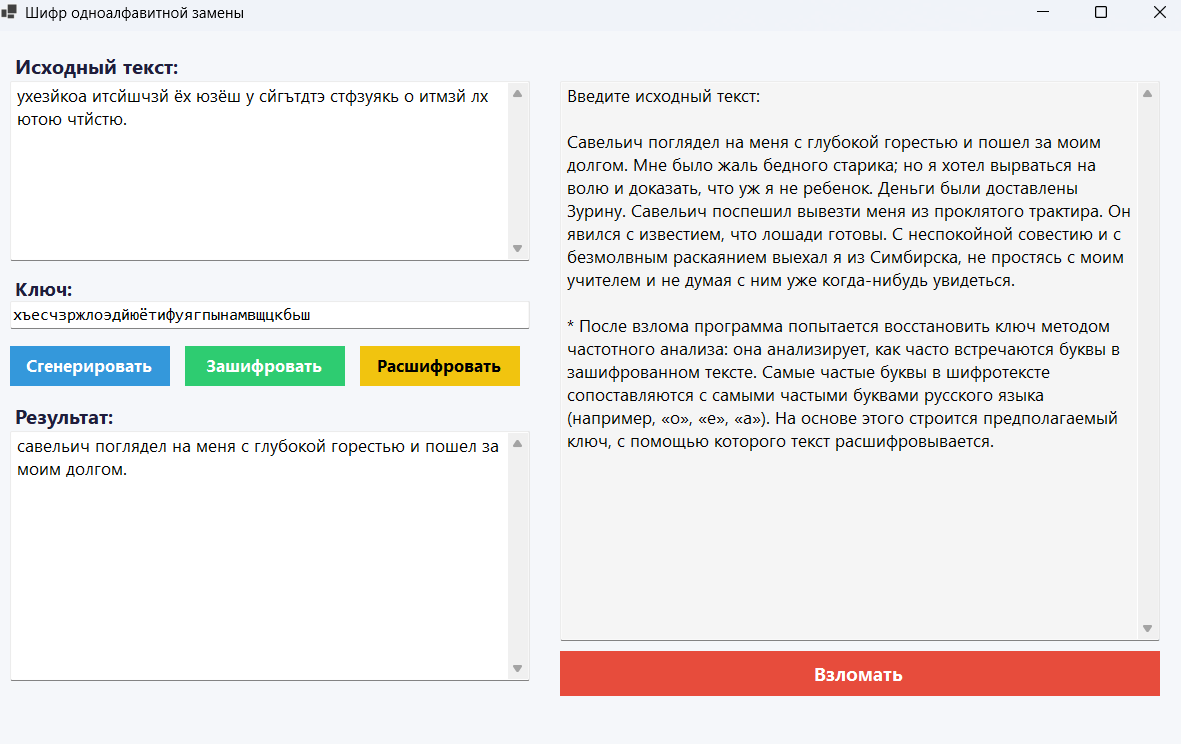 Шифр одноалфавитной замены
Исходный текст:
ухезйкоа итсйшчзй ёх юзёш у сйгътдтэ стфзуякь о итмзй лх
ютою чтйстю.
Ключ:
хъесчзржлоэдйюётифуягпынамвщцкбьш
Сгенерировать
Зашифровать
Расшифровать
Результат:
савельич поглядел на меня с глубокой горестью и пошел за
моим долгом.
Введите исходный текст:
Савельич поглядел на меня с глубокой горестью и пошел за моим
долгом. Мне было жаль бедного старика; но я хотел вырваться на
волю и доказать, что уж я не ребенок. Деньги были доставлены
Зурину. Савельич поспешил вывезти меня из проклятого трактира. Он
явился с известием, что лошади готовы. С неспокойной совестию и с
безмолвным раскаянием выехал я из Симбирска, не простясь с моим
учителем и не думая с ним уже когда-нибудь увидеться.
* После взлома программа попытается восстановить ключ методом
частотного анализа: она анализирует, как часто встречаются буквы в
зашифрованном тексте. Самые частые буквы в шифротексте
сопоставляются с самыми частыми буквами русского языка
(например, «о», «е», «а»). На основе этого строится предполагаемый
ключ, с помощью которого текст расшифровывается.
Взломать